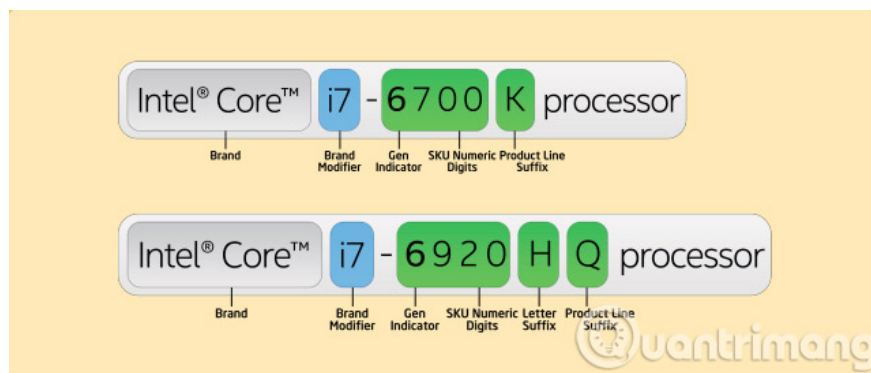 Intel® Core™ i7 - 6700 K processor
Brand Brand Modifier Gen Indicator SKU Numeric Digits Product Line Suffix
Intel® Core™ i7 - 6920 H Q processor
Brand Brand Modifier Gen Indicator SKU Numeric Digits Letter Suffix Product Line Suffix
Quantrimang